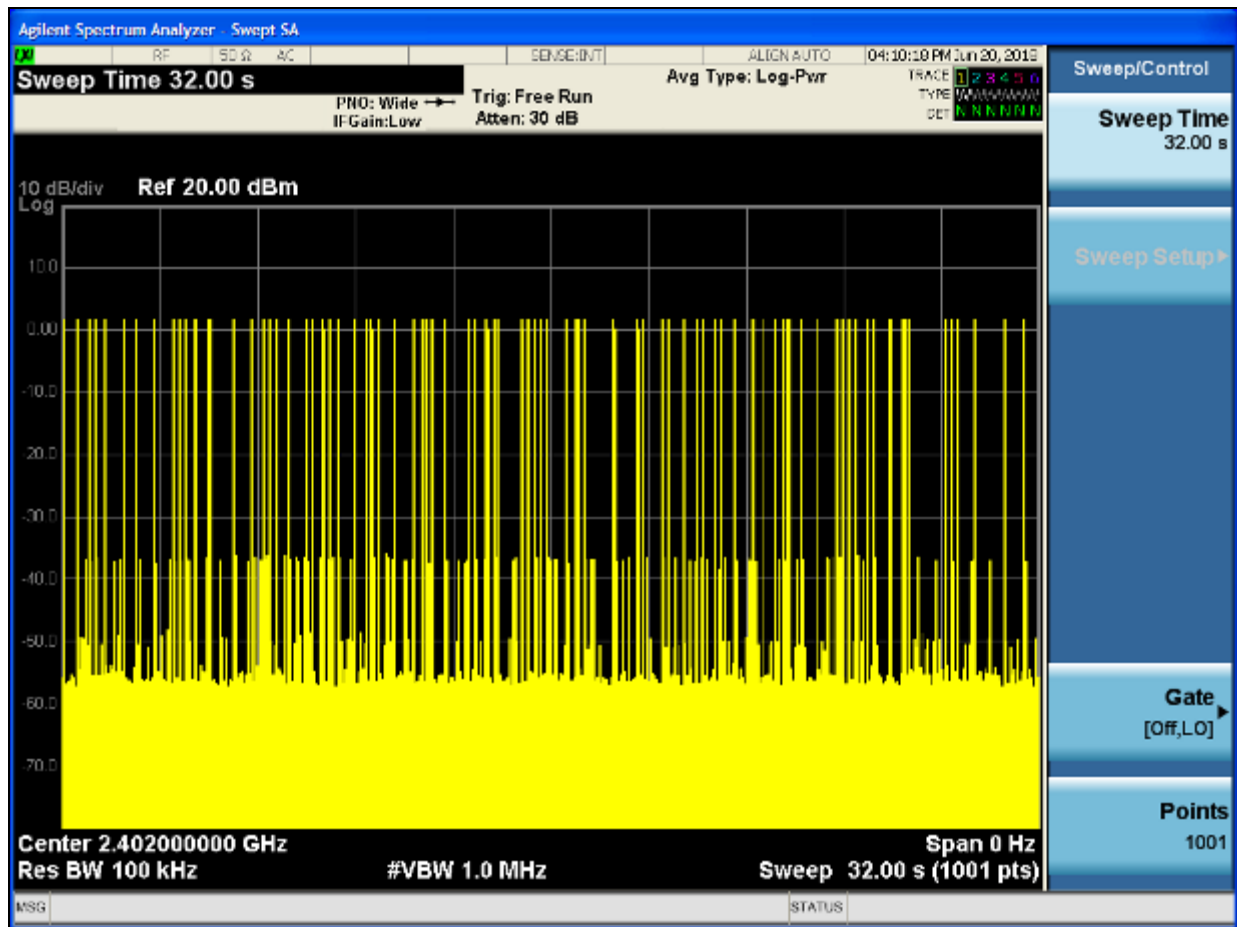 Agilent Spectrum Analyzer - Swept SA
RF 50 Ω AC SENSE:INT ALIGN AUTO 04:10:18 PM Jun 20, 2018
Sweep Time 32.00 s
PNO: Wide
IFGain:Low
Trig: Free Run
Atten: 30 dB
Avg Type: Log-Pwr
TRACE 1 2 3 4 5 6
TYPE
DET N N N N N N
10 dB/div Ref 20.00 dBm
Log
10.0
0.00
-10.0
-20.0
-30.0
-40.0
-50.0
-60.0
-70.0
Center 2.402000000 GHz Span 0 Hz
Res BW 100 kHz #VBW 1.0 MHz Sweep 32.00 s (1001 pts)
MSG STATUS
Sweep/Control
Sweep Time
32.00 s
Sweep Setup
Gate
[Off,LO]
Points
1001